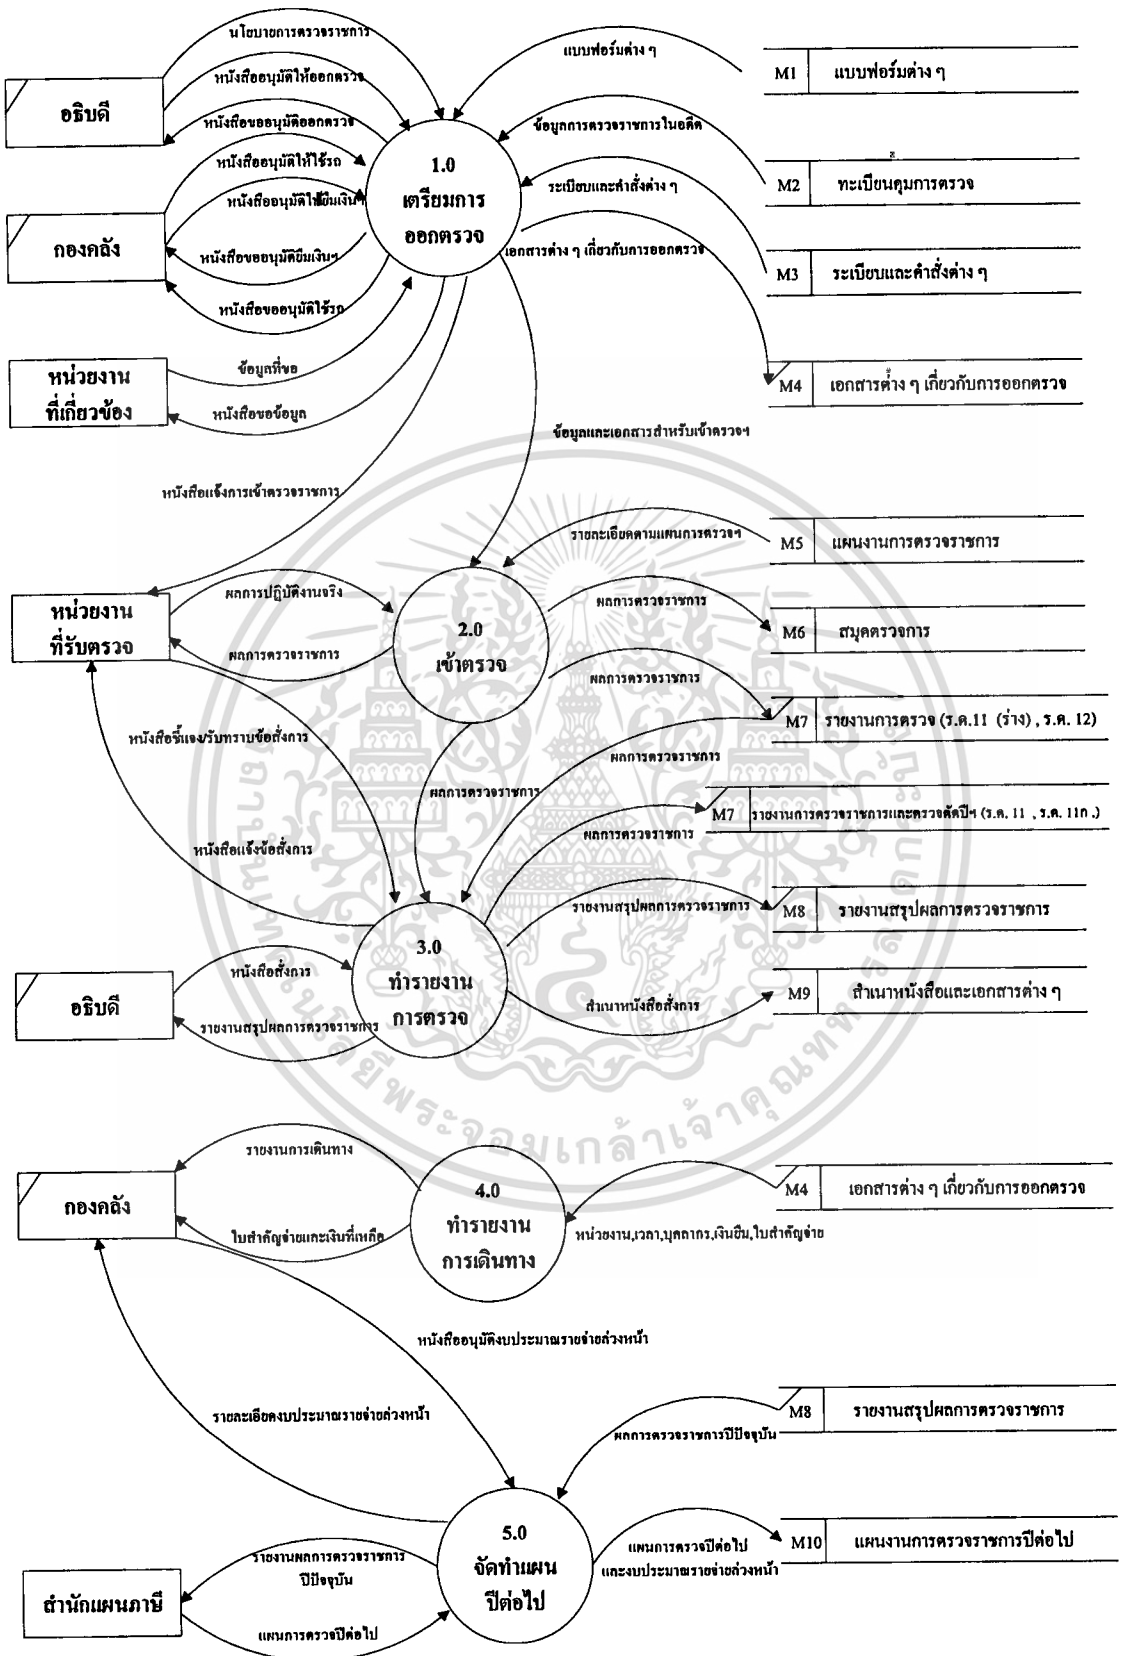 นโยบายการตรวจราชการ
หนังสืออนุมัติให้ออกตรวจ
อธิบดี
หนังสือขออนุมัติออกตรวจ
หนังสืออนุมัติให้ใช้รถ
หนังสืออนุมัติให้ยืมเงินฯ
กองคลัง
หนังสือขออนุมัติยืมเงินฯ
หนังสือขออนุมัติใช้รถ
1.0
เตรียมการ
ออกตรวจ
แบบฟอร์มต่าง ๆ
M1 แบบฟอร์มต่าง ๆ
ข้อมูลการตรวจราชการในอดีต
M2 ทะเบียนคุมการตรวจ
ระเบียบและคำสั่งต่าง ๆ
เอกสารต่าง ๆ เกี่ยวกับการออกตรวจ
M3 ระเบียบและคำสั่งต่าง ๆ
M4 เอกสารต่าง ๆ เกี่ยวกับการออกตรวจ
หน่วยงาน
ที่เกี่ยวข้อง
ข้อมูลที่ขอ
หนังสือขอข้อมูล
ข้อมูลและเอกสารสำหรับเข้าตรวจฯ
หนังสือแจ้งการเข้าตรวจราชการ
รายละเอียดตามแผนการตรวจฯ
M5 แผนงานการตรวจราชการ
หน่วยงาน
ที่รับตรวจ
ผลการปฏิบัติงานจริง
ผลการตรวจราชการ
2.0
เข้าตรวจ
ผลการตรวจราชการ
M6 สมุดตรวจการ
ผลการตรวจราชการ
M7 รายงานการตรวจ (ร.ต.11 (ร่าง) , ร.ต. 12)
หนังสือชี้แจง/รับทราบข้อสั่งการ
ผลการตรวจราชการ
ผลการตรวจราชการ
M7 รายงานการตรวจราชการและตรวจตัดปีฯ (ร.ต. 11 , ร.ต. 11ก .)
ผลการตรวจราชการ
หนังสือแจ้งข้อสั่งการ
รายงานสรุปผลการตรวจราชการ
M8 รายงานสรุปผลการตรวจราชการ
3.0
ทำรายงาน
การตรวจ
อธิบดี
หนังสือสั่งการ
รายงานสรุปผลการตรวจราชการ
สำเนาหนังสือสั่งการ
M9 สำเนาหนังสือและเอกสารต่าง ๆ
สถาบันเทคโนโลยีพระจอมเกล้าเจ้าคุณทหารลาดกระบัง
รายงานการเดินทาง
กองคลัง
ใบสำคัญจ่ายและเงินที่เหลือ
4.0
ทำรายงาน
การเดินทาง
M4 เอกสารต่าง ๆ เกี่ยวกับการออกตรวจ
หน่วยงาน,เวลา,บุคลากร,เงินยืม,ใบสำคัญจ่าย
หนังสืออนุมัติงบประมาณรายจ่ายล่วงหน้า
รายละเอียดงบประมาณรายจ่ายล่วงหน้า
M8 รายงานสรุปผลการตรวจราชการ
ผลการตรวจราชการปีปัจจุบัน
5.0
จัดทำแผน
ปีต่อไป
แผนการตรวจปีต่อไป
และงบประมาณรายจ่ายล่วงหน้า
M10 แผนงานการตรวจราชการปีต่อไป
รายงานผลการตรวจราชการ
ปีปัจจุบัน
สำนักแผนภาษี
แผนการตรวจปีต่อไป